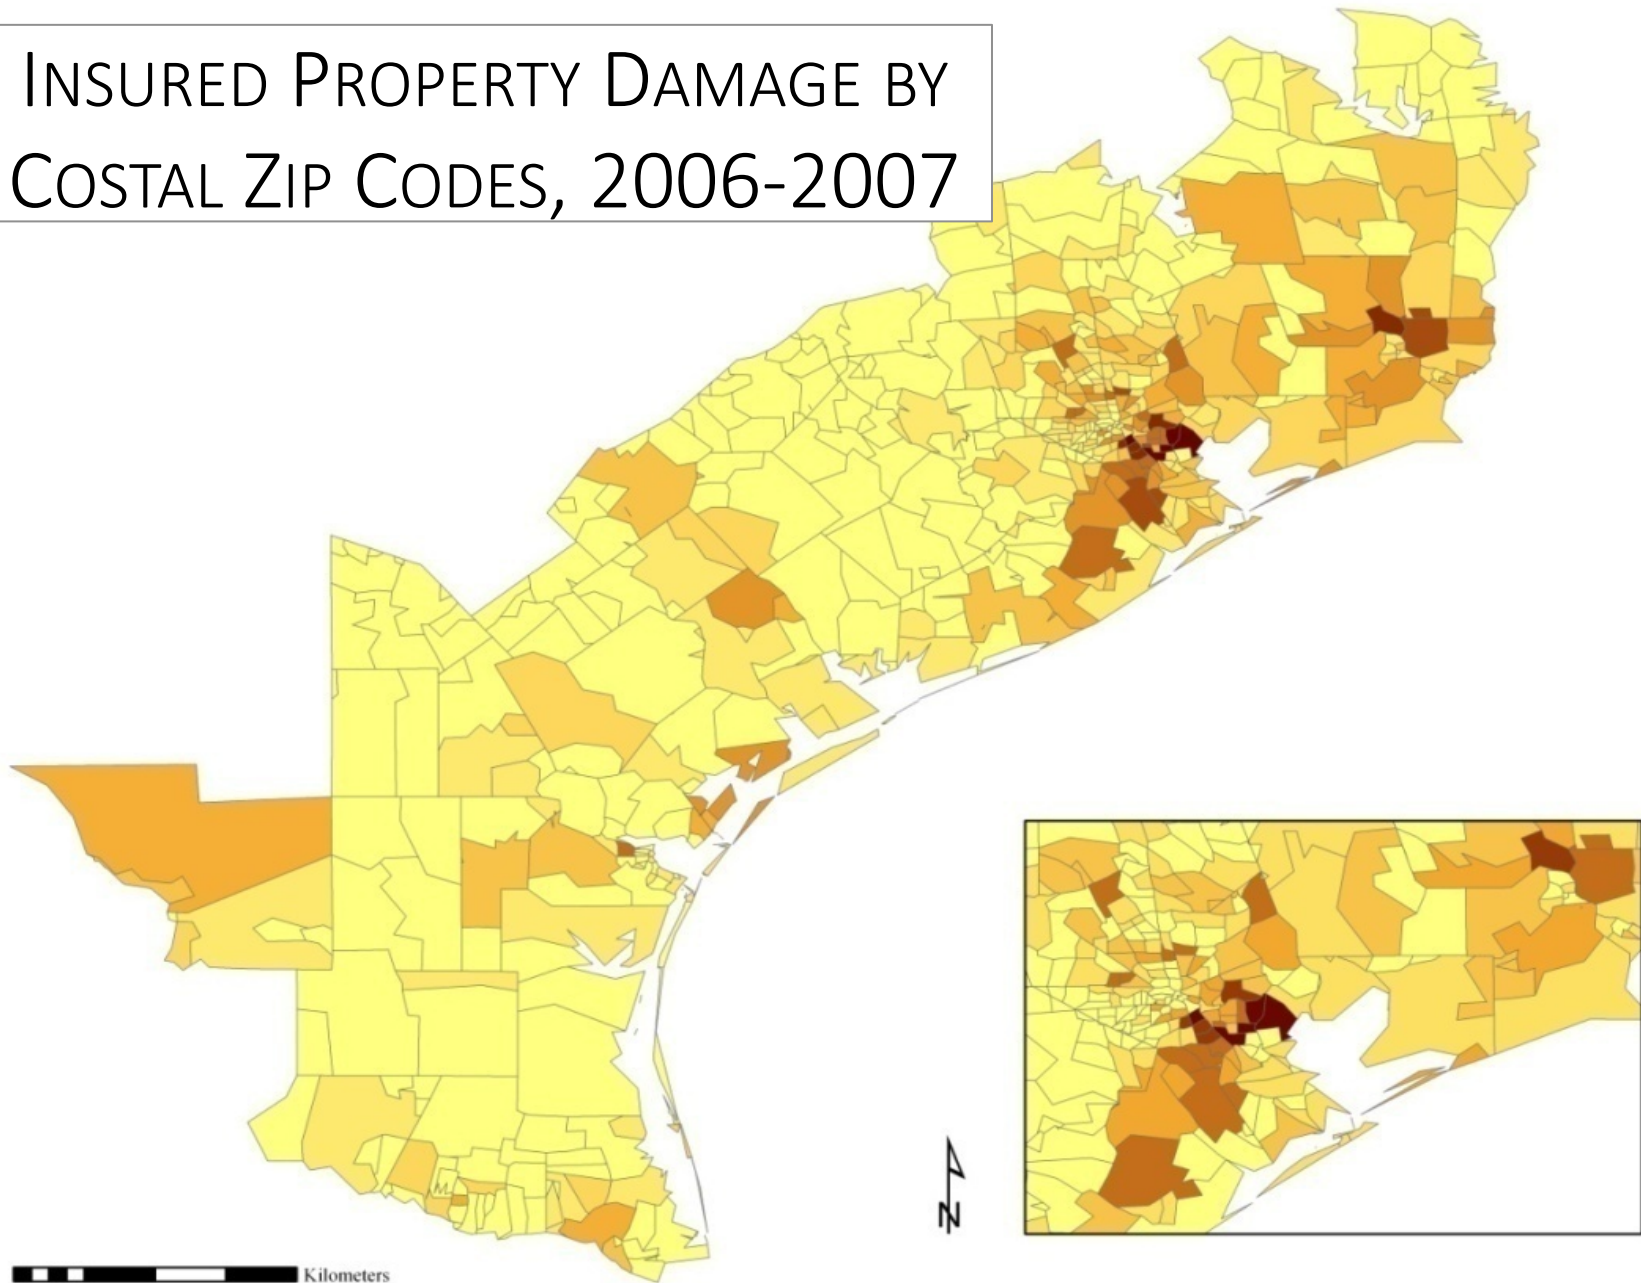 INSURED PROPERTY DAMAGE BY
COSTAL ZIP CODES, 2006-2007
N
Kilometers